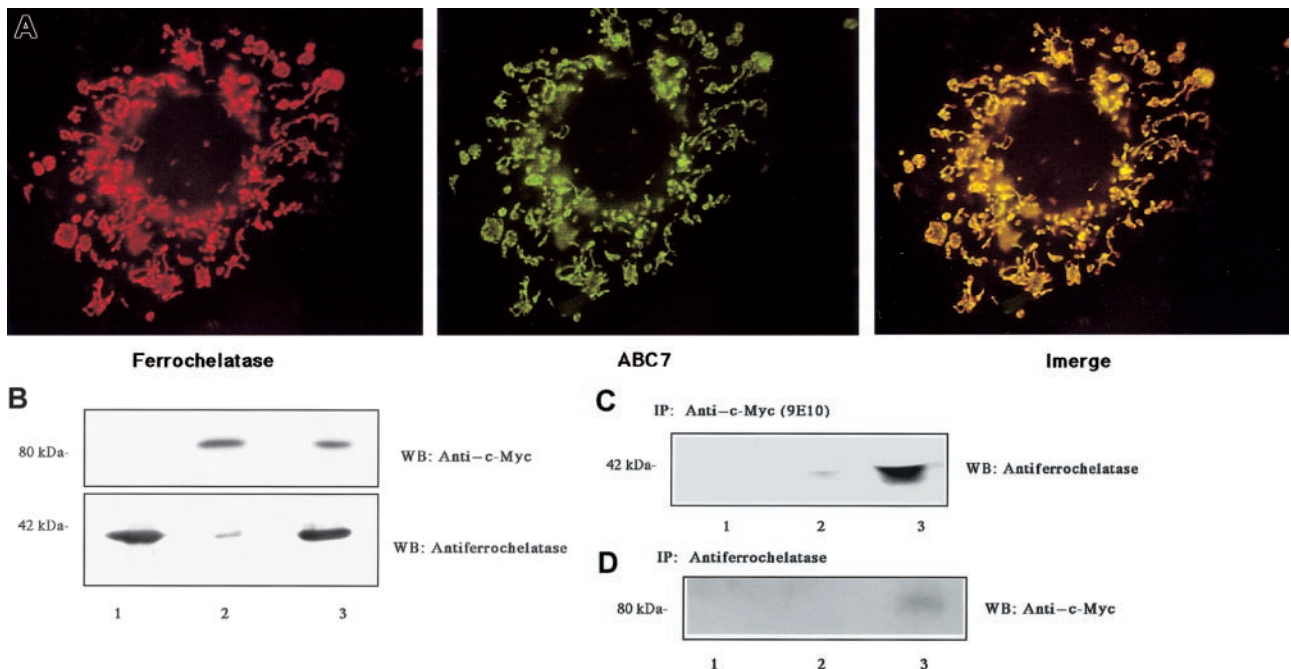 A
Ferrochelatase
ABC7
Imerge
B
80 kDa-
WB: Anti–c-Myc
42 kDa-
WB: Antiferrochelatase
1 2 3
C
IP: Anti–c-Myc (9E10)
42 kDa-
WB: Antiferrochelatase
1 2 3
D
IP: Antiferrochelatase
80 kDa-
WB: Anti–c-Myc
1 2 3